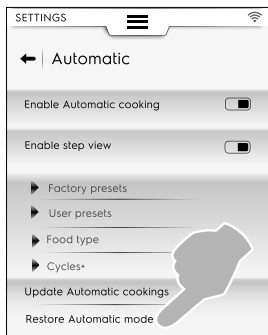 SETTINGS
Automatic
Enable Automatic cooking
Enable step view
Factory presets
User presets
Food type
Cycles+
Update Automatic cookings
Restore Automatic mode